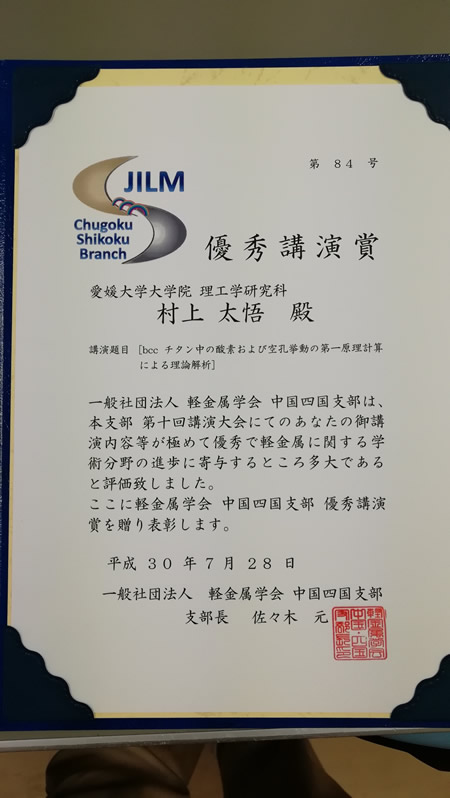 第 84 号
JILM
Chugoku
Shikoku
Branch
優秀講演賞
愛媛大学大学院 理工学研究科
村上 太悟 殿
講演題目 [bcc チタン中の酸素および空孔挙動の第一原理計算
による理論解析]
一般社団法人 軽金属学会 中国四国支部は、
本支部 第十回講演大会にてのあなたの御講
演内容等が極めて優秀で軽金属に関する学
術分野の進歩に寄与するところ多大である
と評価致しました。
ここに軽金属学会 中国四国支部 優秀講演
賞を贈り表彰します。
平成 30 年 7 月 28 日
一般社団法人 軽金属学会 中国四国支部
支部長 佐々木 元